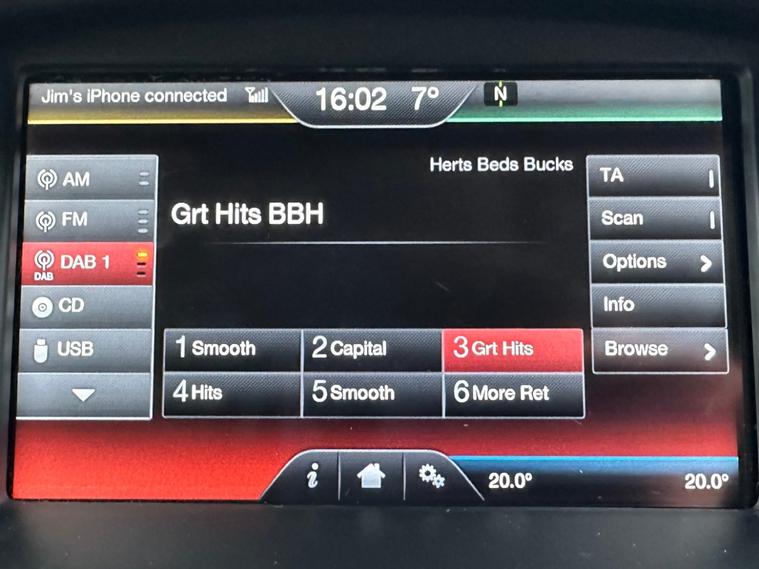 Jim's iPhone connected
16:02 7°
N
Herts Beds Bucks
Grt Hits BBH
AM
FM
DAB
DAB 1
CD
USB
TA
Scan
Options
Info
Browse
1 Smooth
2 Capital
3 Grt Hits
4 Hits
5 Smooth
6 More Ret
i
20.0°
20.0°